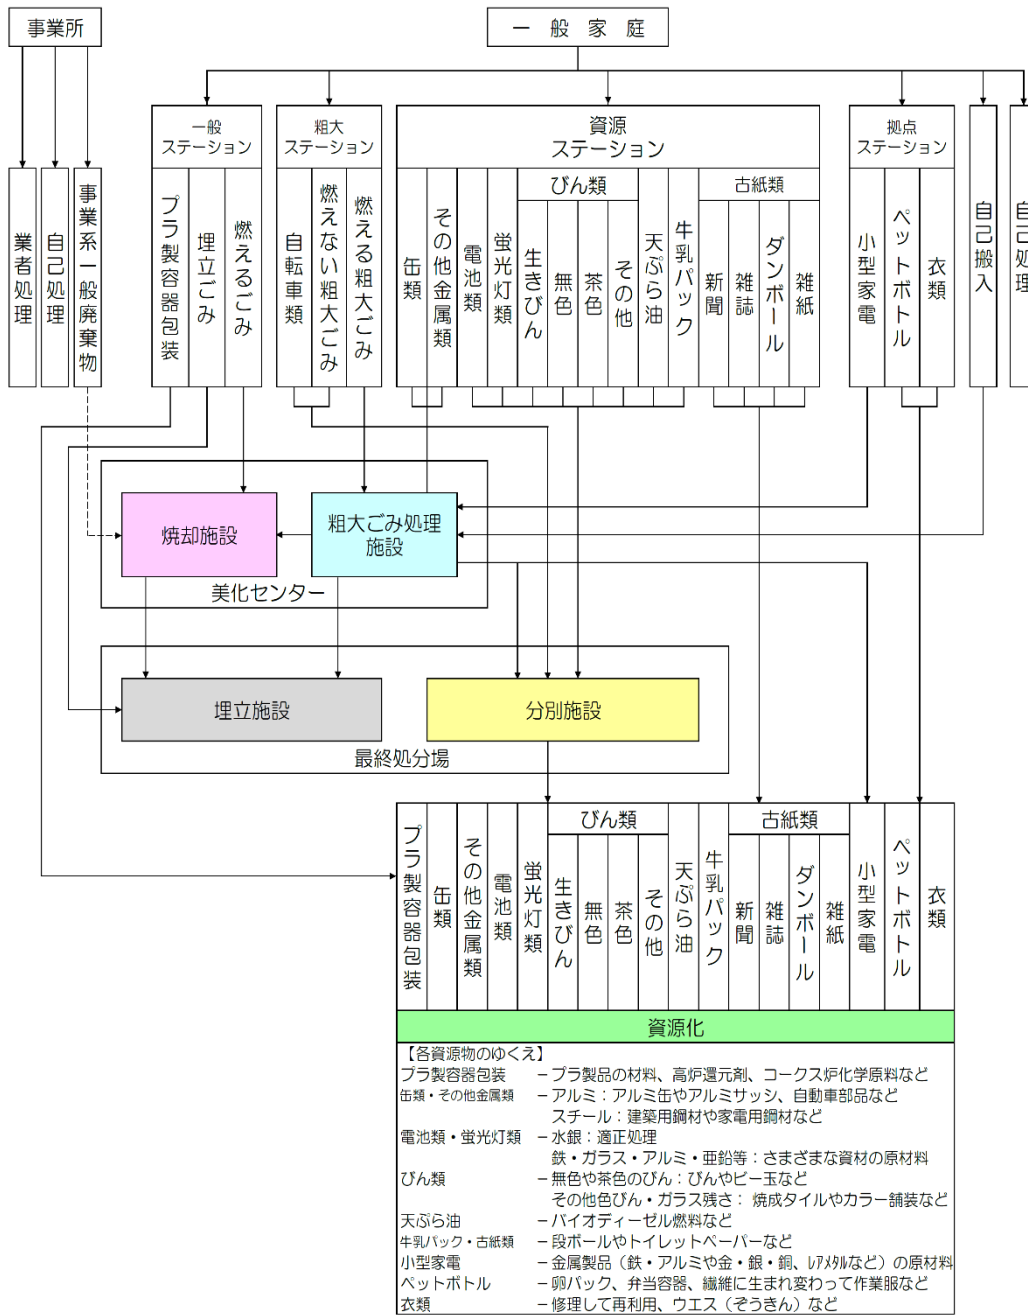 事業所
一般家庭
一般
ステーション
粗大
ステーション
資源
ステーション
拠点
ステーション
業者処理
自己処理
事業系一般廃棄物
プラ製容器包装
埋立ごみ
燃えるごみ
自転車類
燃えない粗大ごみ
燃える粗大ごみ
缶類
その他金属類
電池類
蛍光灯類
びん類
生きびん
無色
茶色
その他
天ぷら油
牛乳パック
古紙類
新聞
雑誌
ダンボール
雑紙
小型家電
ペットボトル
衣類
自己搬入
自己処理
焼却施設
粗大ごみ処理
施設
美化センター
埋立施設
分別施設
最終処分場
プラ製容器包装
缶類
その他金属類
電池類
蛍光灯類
びん類
生きびん
無色
茶色
その他
天ぷら油
牛乳パック
古紙類
新聞
雑誌
ダンボール
雑紙
小型家電
ペットボトル
衣類
資源化
【各資源物のゆくえ】
プラ製容器包装 －プラ製品の材料、高炉還元剤、コークス炉化学原料など
缶類・その他金属類 －アルミ：アルミ缶やアルミサッシ、自動車部品など
スチール：建築用鋼材や家電用鋼材など
電池類・蛍光灯類 －水銀：適正処理
鉄・ガラス・アルミ・亜鉛等：さまざまな資材の原材料
びん類 －無色や茶色のびん：びんやビー玉など
その他色びん・ガラス残さ： 焼成タイルやカラー舗装など
天ぷら油 －バイオディーゼル燃料など
牛乳パック・古紙類 －段ボールやトイレットペーパーなど
小型家電 －金属製品（鉄・アルミや金・銀・銅、ﾚｱﾒﾀﾙなど）の原材料
ペットボトル －卵パック、弁当容器、繊維に生まれ変わって作業服など
衣類 －修理して再利用、ウエス（ぞうきん）など